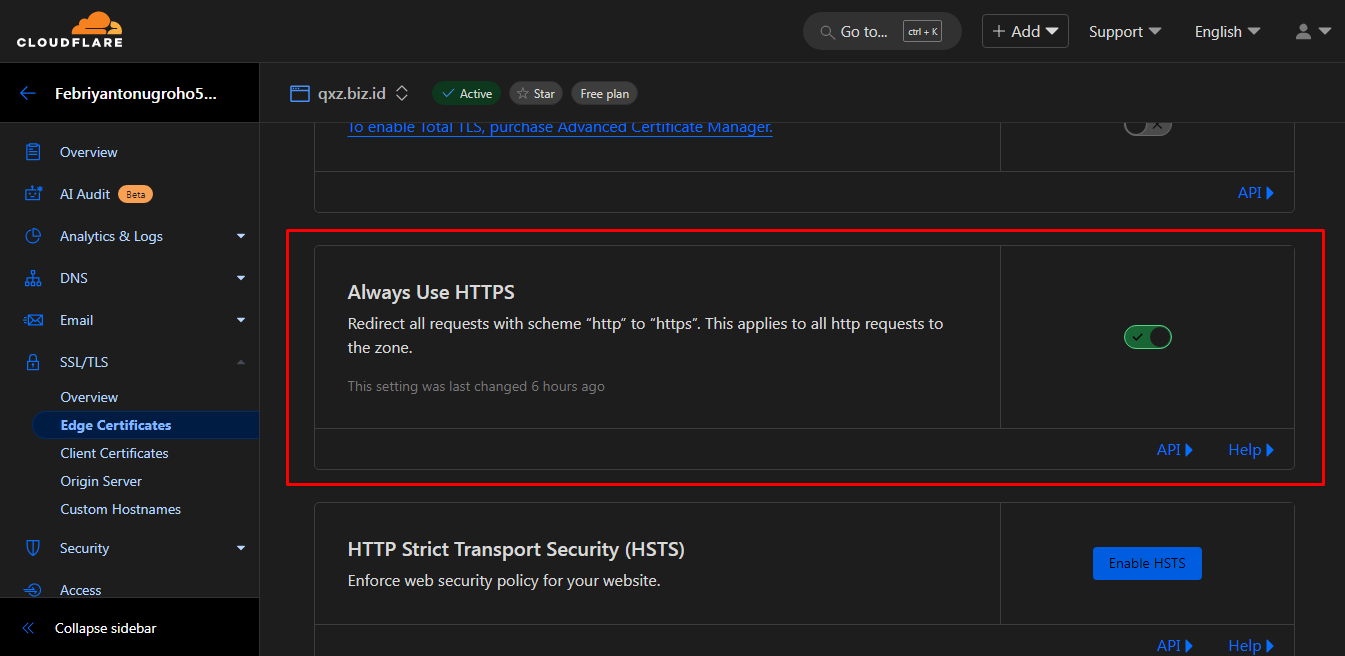 CLOUDFLARE
Go to... ctrl + K
+ Add
Support
English
Febriyantonugroho5...
qxz.biz.id
Active
Star
Free plan
Overview
AI Audit Beta
Analytics & Logs
DNS
Email
SSL/TLS
Overview
Edge Certificates
Client Certificates
Origin Server
Custom Hostnames
Security
Access
Collapse sidebar
To enable Total TLS, purchase Advanced Certificate Manager.
API
Always Use HTTPS
Redirect all requests with scheme “http” to “https”. This applies to all http requests to
the zone.
This setting was last changed 6 hours ago
API Help
HTTP Strict Transport Security (HSTS)
Enforce web security policy for your website.
Enable HSTS
API Help